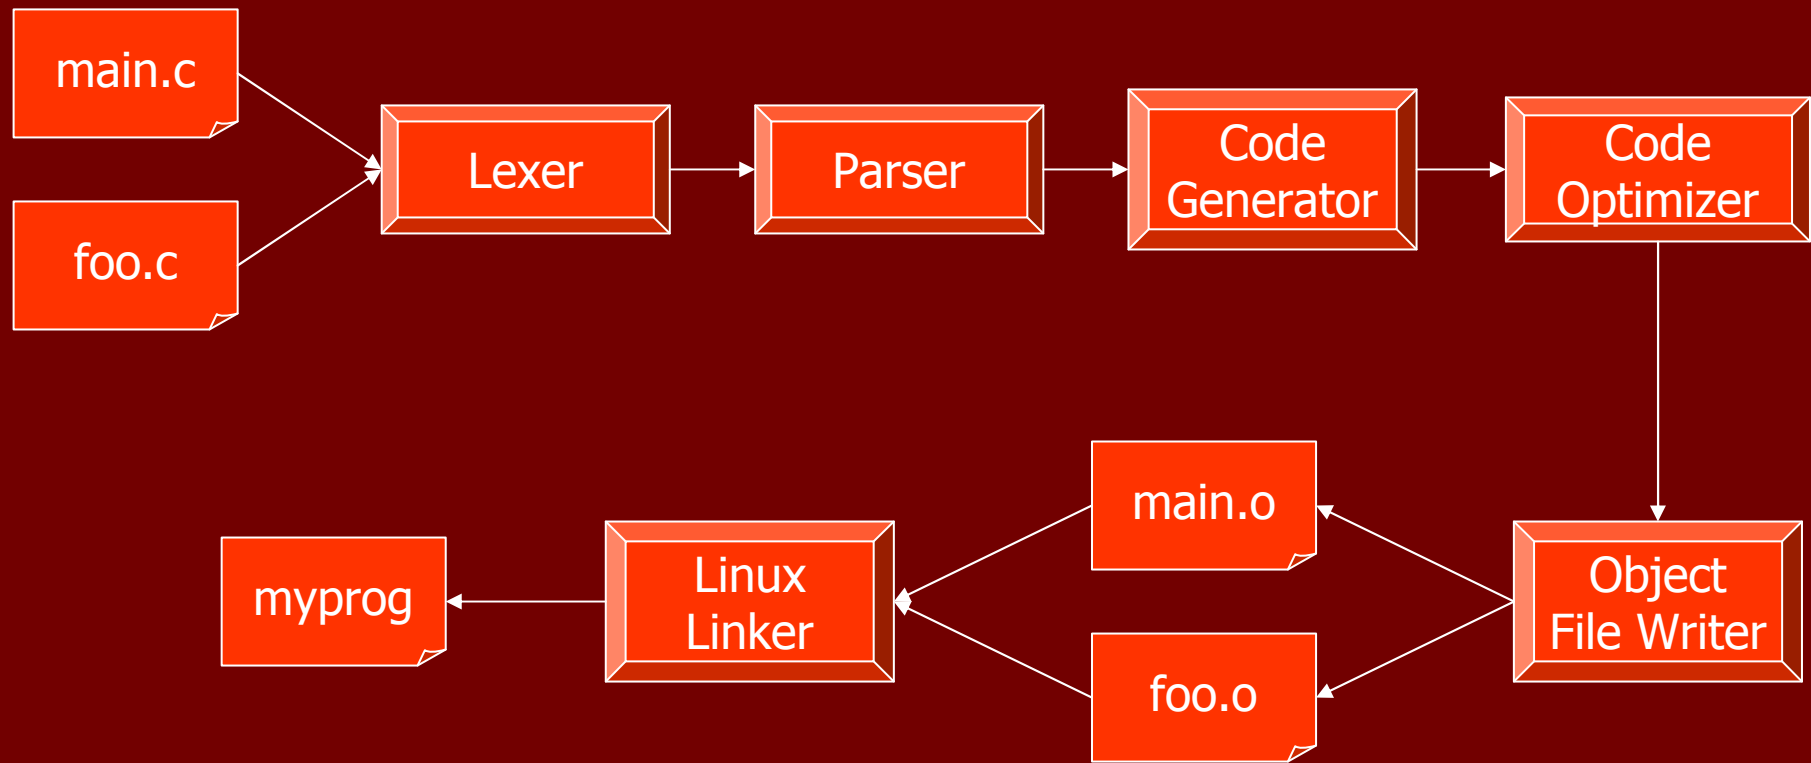 main.c
foo.c
Lexer
Parser
Code
Generator
Code
Optimizer
Object
File Writer
main.o
foo.o
Linux
Linker
myprog